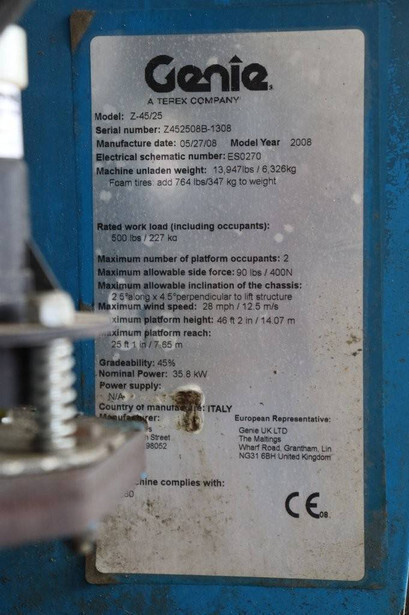 Genie
A TEREX COMPANY
Model: Z-45/25
Serial number: Z452508B-1308
Manufacture date: 05/27/08 Model Year 2008
Electrical schematic number: ES0270
Machine unladen weight: 13,947lbs / 6,326kg
Foam tires: add 764 lbs/347 kg to weight
Rated work load (including occupants):
500 lbs / 227 kg
Maximum number of platform occupants: 2
Maximum allowable side force: 90 lbs / 400N
Maximum allowable inclination of the chassis:
2.5°along x 4.5°perpendicular to lift structure
Maximum wind speed: 28 mph / 12.5 m/s
ximum platform height: 46 ft 2 in / 14.07 m
ximum platform reach:
25 ft 1 in / 7.65 m
Gradeability: 45%
Nominal Power: 35.8 kW
Power supply:
N/A
Country of manufacture: ITALY
Manufacturer:
Street
98052
European Representative:
Genie UK LTD
The Maltings
Wharf Road, Grantham, Lin
NG31 6BH United Kingdom
chine complies with:
CE 08